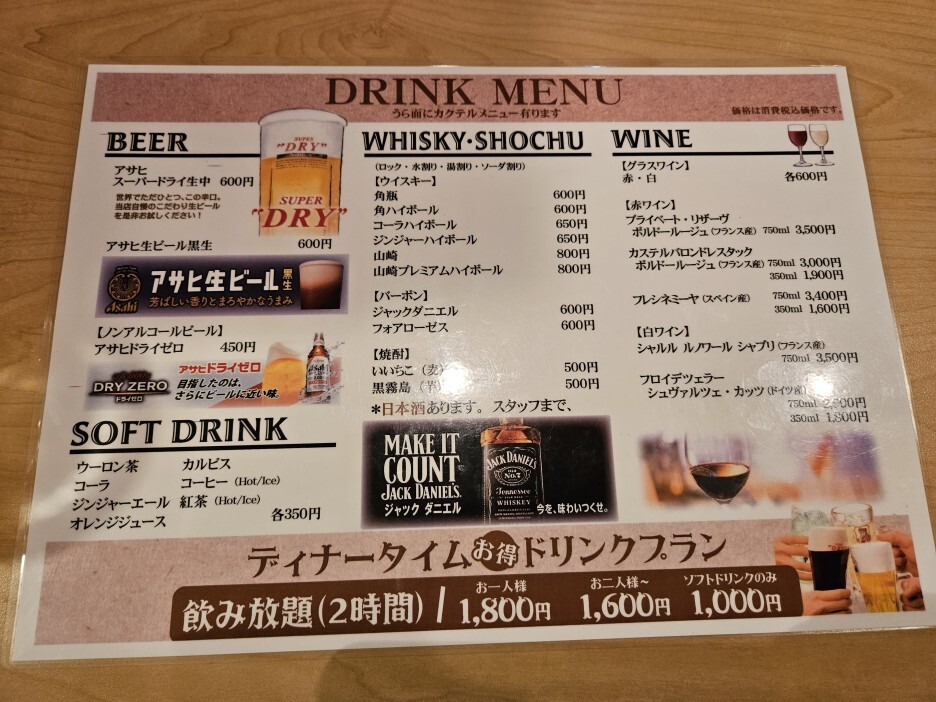 DRINK MENU
うら面にカクテルメニュー有ります
価格は消費税込価格です。
BEER
アサヒ
スーパードライ生中 600円
世界でただひとつ、この辛口。
当店自慢のこだわり生ビール
を是非お試しください！
SUPER
"DRY"
SUPER
"DRY"
アサヒ生ビール黒生 600円
Asahi
アサヒ生ビール黒生
芳ばしい香りとまろやかなうまみ
【ノンアルコールビール】
アサヒドライゼロ 450円
DRY ZERO
ドライゼロ
アサヒドライゼロ
目指したのは、
さらにビールに近い味。
SOFT DRINK
ウーロン茶 カルピス
コーラ コーヒー (Hot/Ice)
ジンジャーエール 紅茶 (Hot/Ice)
オレンジジュース 各350円
WHISKY・SHOCHU
（ロック・水割り・湯割り・ソーダ割り）
【ウイスキー】
角瓶 600円
角ハイボール 600円
コーラハイボール 650円
ジンジャーハイボール 650円
山崎 800円
山崎プレミアムハイボール 800円
【バーボン】
ジャックダニエル 600円
フォアローゼス 600円
【焼酎】
いいちこ（麦） 500円
黒霧島（芋） 500円
＊日本酒あります。スタッフまで、
MAKE IT
COUNT
JACK DANIEL'S.
ジャック ダニエル
JACK DANIEL'S
OLD
No.7
Tennessee
WHISKEY
今を、味わいつくせ。
WINE
【グラスワイン】
赤・白 各600円
【赤ワイン】
プライベート・リザーヴ
ボルドールージュ（フランス産） 750ml 3,500円
カステルバロンドレスタック
ボルドールージュ（フランス産） 750ml 3,000円
350ml 1,900円
フレシネミーヤ（スペイン産） 750ml 3,400円
350ml 1,600円
【白ワイン】
シャルル ルノワール シャブリ（フランス産）
750ml 3,500円
フロイデツェラー
シュヴァルツェ・カッツ（ドイツ産）
750ml
350ml 1,800円
ディナータイムお得ドリンクプラン
飲み放題（2時間）/ お一人様 1,800円 お二人様～ 1,600円 ソフトドリンクのみ 1,000円